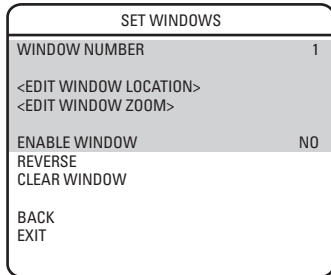 SET WINDOWS
WINDOW NUMBER 1
<EDIT WINDOW LOCATION>
<EDIT WINDOW ZOOM>
ENABLE WINDOW NO
REVERSE
CLEAR WINDOW
BACK
EXIT